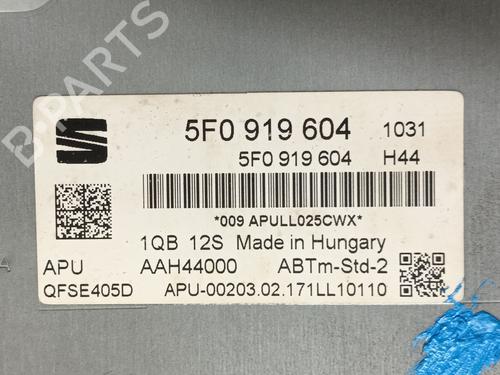 B-PARTS
5F0 919 604 1031
5F0 919 604 H44
*009 APULL025CWX*
1QB 12S Made in Hungary
APU AAH44000 ABTm-Std-2
QFSE405D APU-00203.02.171LL10110